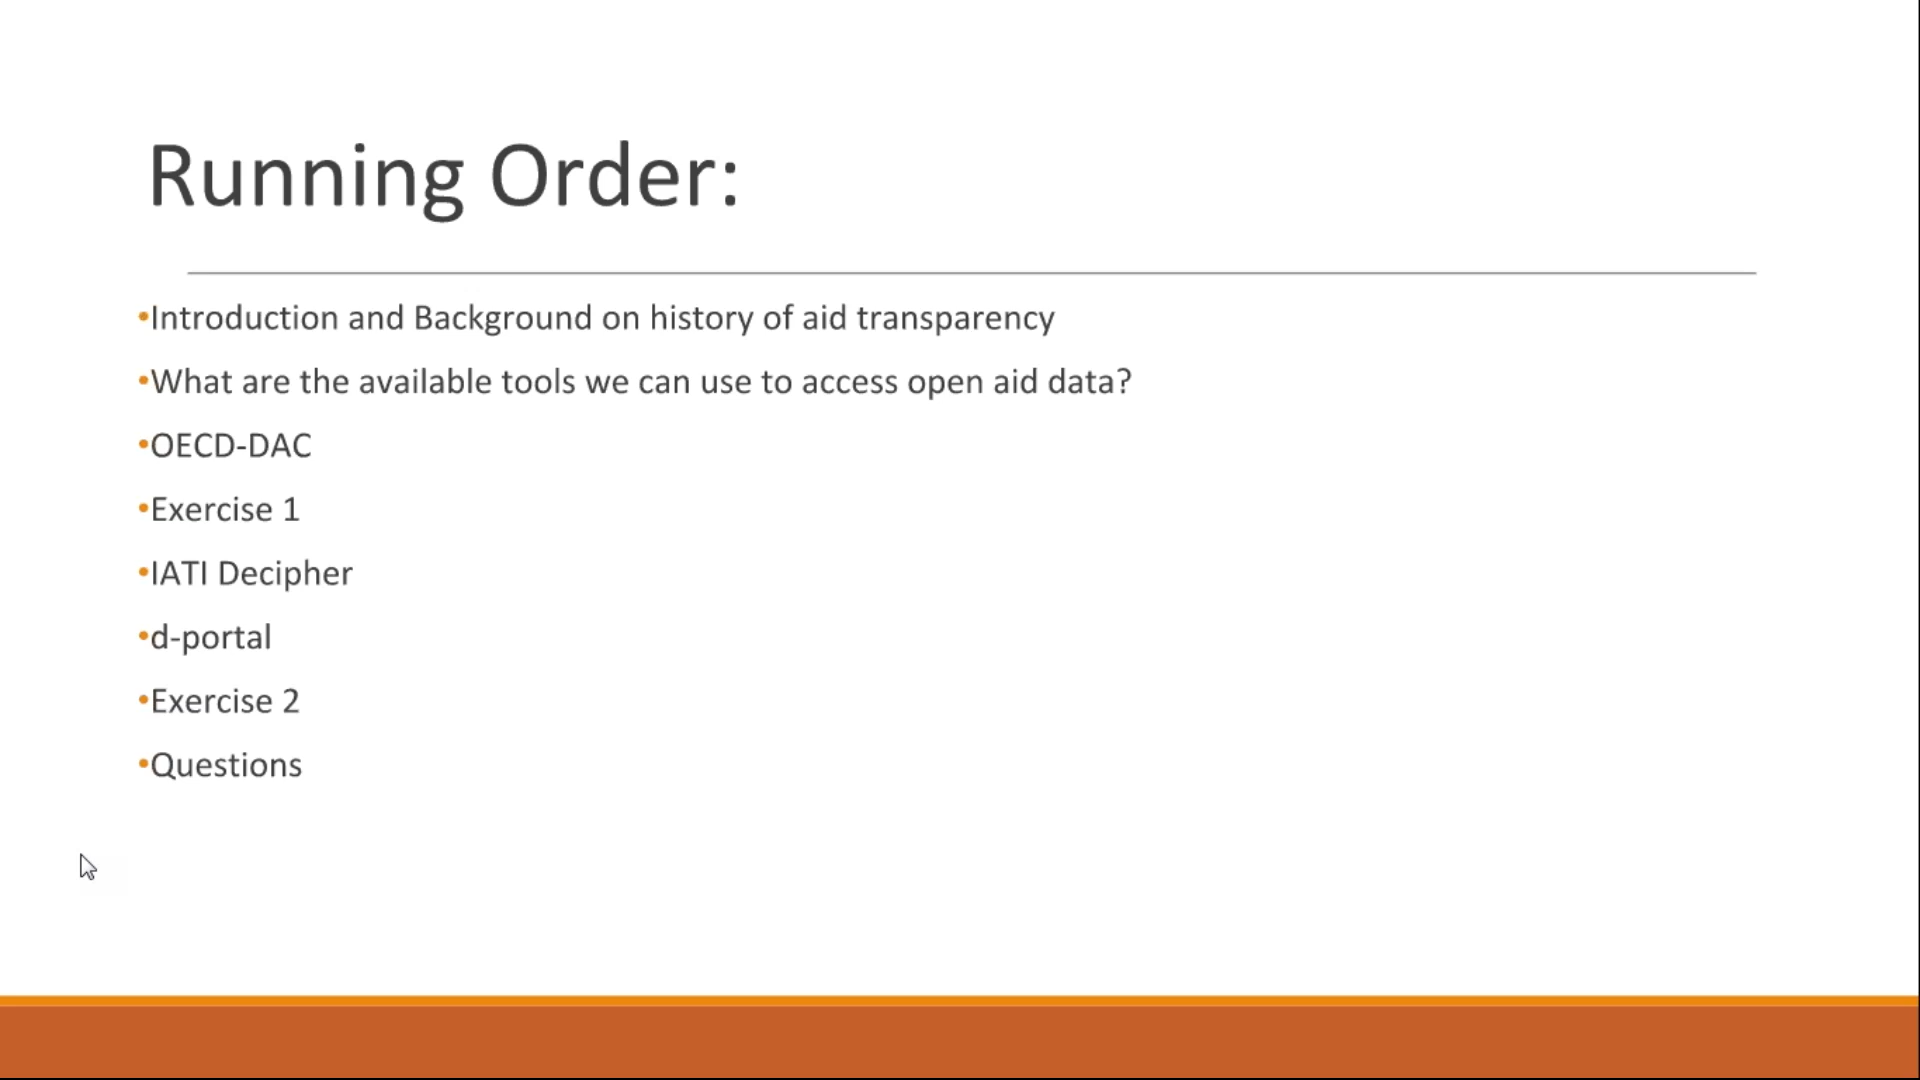 Running Order:
•Introduction and Background on history of aid transparency
•What are the available tools we can use to access open aid data?
•OECD-DAC
•Exercise 1
•IATI Decipher
•d-portal
•Exercise 2
•Questions